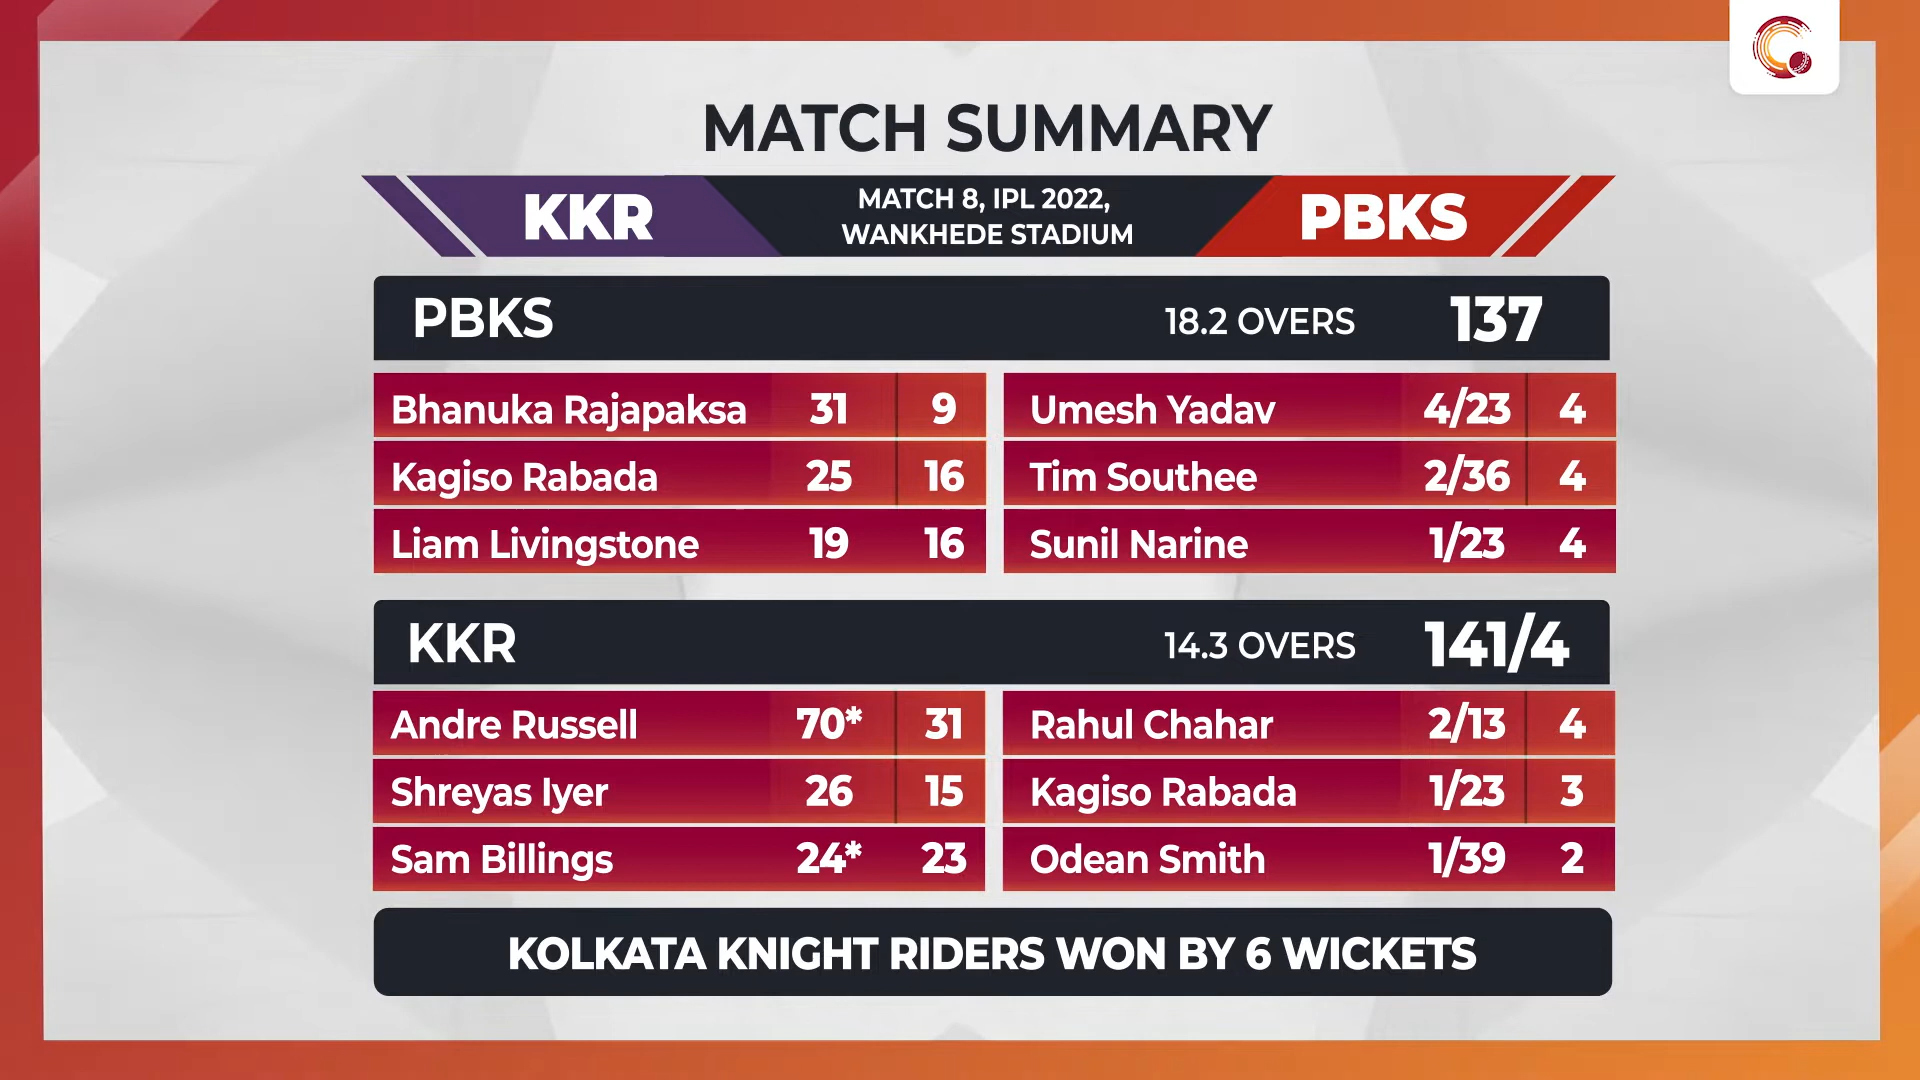 MATCH SUMMARY
KKR
MATCH 8, IPL 2022,
WANKHEDE STADIUM
PBKS
PBKS 18.2 OVERS 137
Bhanuka Rajapaksa 31 9 Umesh Yadav 4/23 4
Kagiso Rabada 25 16 Tim Southee 2/36 4
Liam Livingstone 19 16 Sunil Narine 1/23 4
KKR 14.3 OVERS 141/4
Andre Russell 70* 31 Rahul Chahar 2/13 4
Shreyas Iyer 26 15 Kagiso Rabada 1/23 3
Sam Billings 24* 23 Odean Smith 1/39 2
KOLKATA KNIGHT RIDERS WON BY 6 WICKETS